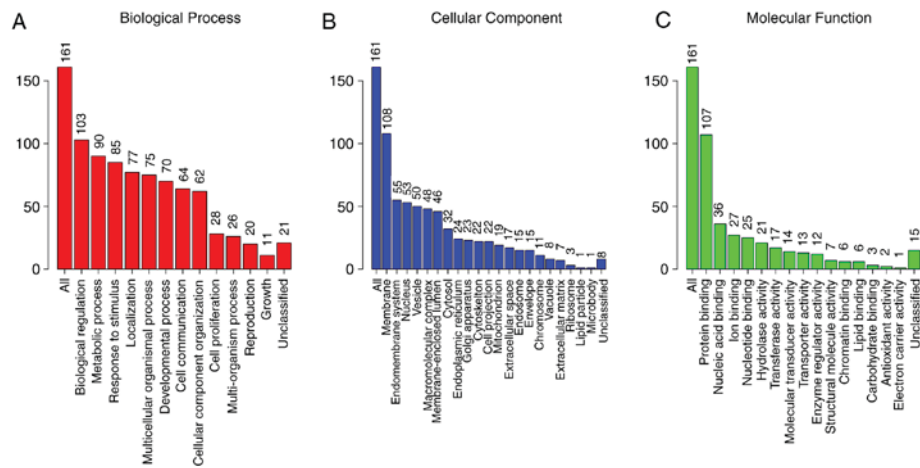 A
Biological Process
150
100
50
0
161
103
90
85
77
75
70
64
62
28
26
20
11
21
All
Biological regulation
Metabolic process
Response to stimulus
Localization
Multicellular organismal process
Developmental process
Cell communication
Cellular component organization
Cell proliferation
Multi-organism process
Reproduction
Growth
Unclassified
B
Cellular Component
150
100
50
0
161
108
55
53
50
48
46
32
24
23
22
22
19
17
15
15
11
8
7
3
1
1
8
All
Membrane
Endomembrane system
Nucleus
Vesicle
Macromolecular complex
Membrane-enclosed lumen
Cytosol
Endoplasmic reticulum
Golgi apparatus
Cytoskeleton
Cell projection
Mitochondrion
Extracellular space
Endosome
Envelope
Chromosome
Vacuole
Extracellular matrix
Ribosome
Lipid particle
Microbody
Unclassified
C
Molecular Function
150
100
50
0
161
107
36
27
25
21
17
14
13
12
7
6
6
3
2
1
15
All
Protein binding
Nucleic acid binding
Ion binding
Nucleotide binding
Hydrolase activity
Transferase activity
Molecular transducer activity
Transporter activity
Enzyme regulator activity
Structural molecule activity
Chromatin binding
Lipid binding
Carbohydrate binding
Antioxidant activity
Electron carrier activity
Unclassified